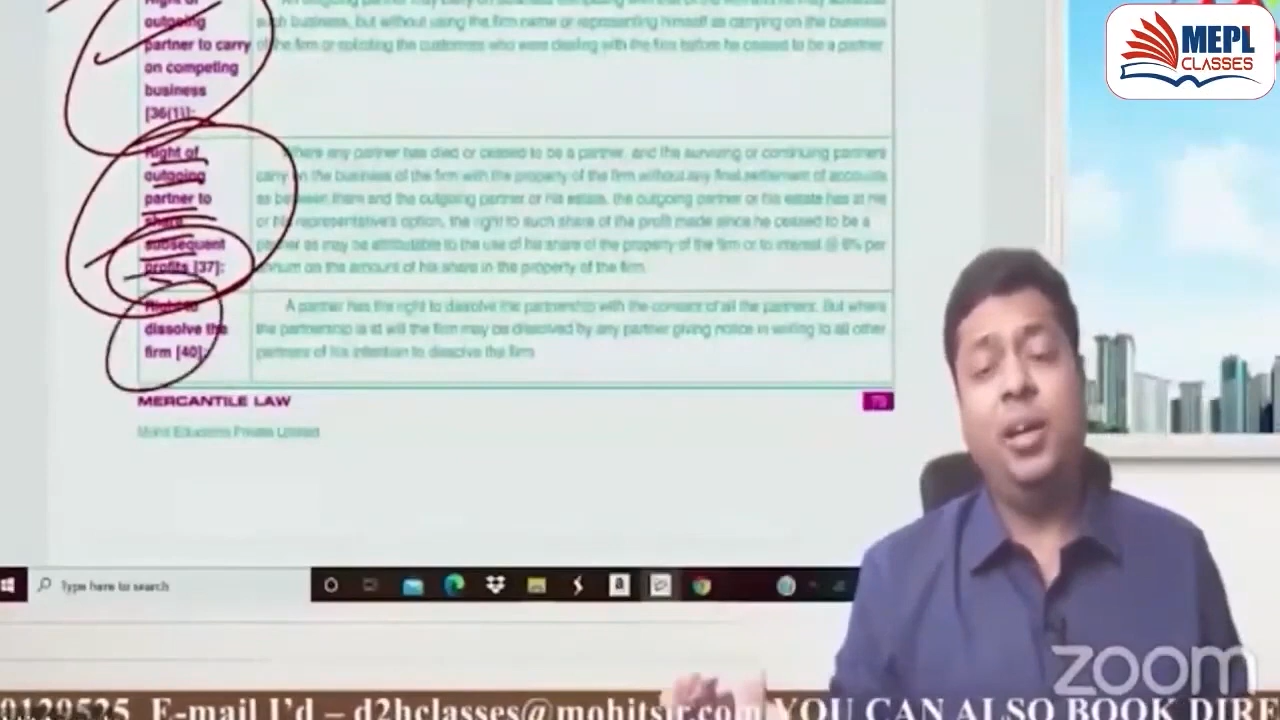 Right of
outgoing
partner to carry
on competing
business
[36(1)]:
such business, but without using the firm name or representing himself as carrying on the business
of the firm or soliciting the customers who were dealing with the firm before he ceased to be a partner
Right of
outgoing
partner to
share
subsequent
profits [37]:
Where any partner has died or ceased to be a partner, and the surviving or continuing partners
carry on the business of the firm with the property of the firm without any final settlement of accounts
as between them and the outgoing partner or his estate, the outgoing partner or his estate has at
or his representative's option, the right to such share of the profit made since he ceased to be a
partner as may be attributable to the use of his share of the property of the firm or to interest @ 6% per
annum on the amount of his share in the property of the firm.
Right to
dissolve the
firm [40]:
A partner has the right to dissolve the partnership with the consent of all the partners. But where
the partnership is at will the firm may be dissolved by any partner giving notice in writing to all other
partners of his intention to dissolve the firm
MERCANTILE LAW
Mohit Educomp Private Limited
MEPL
CLASSES
Type here to search
zoom
0129525 E-mail I'd – d2hclasses@mohitsir.com YOU CAN ALSO BOOK DIRE